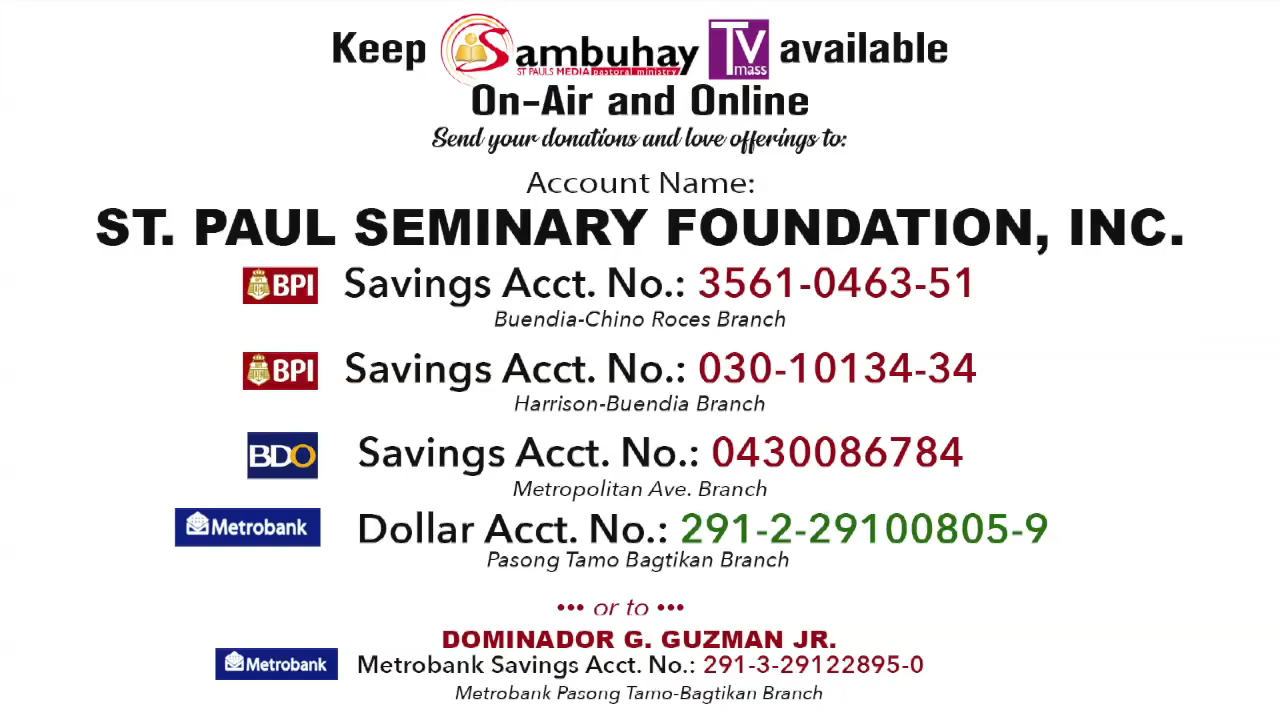 Keep Sambuhay TV mass available
ST PAULS MEDIA pastoral ministry
On-Air and Online
Send your donations and love offerings to:
Account Name:
ST. PAUL SEMINARY FOUNDATION, INC.
BPI Savings Acct. No.: 3561-0463-51
Buendia-Chino Roces Branch
BPI Savings Acct. No.: 030-10134-34
Harrison-Buendia Branch
BDO Savings Acct. No.: 0430086784
Metropolitan Ave. Branch
Metrobank Dollar Acct. No.: 291-2-29100805-9
Pasong Tamo Bagtikan Branch
••• or to •••
DOMINADOR G. GUZMAN JR.
Metrobank Metrobank Savings Acct. No.: 291-3-29122895-0
Metrobank Pasong Tamo-Bagtikan Branch